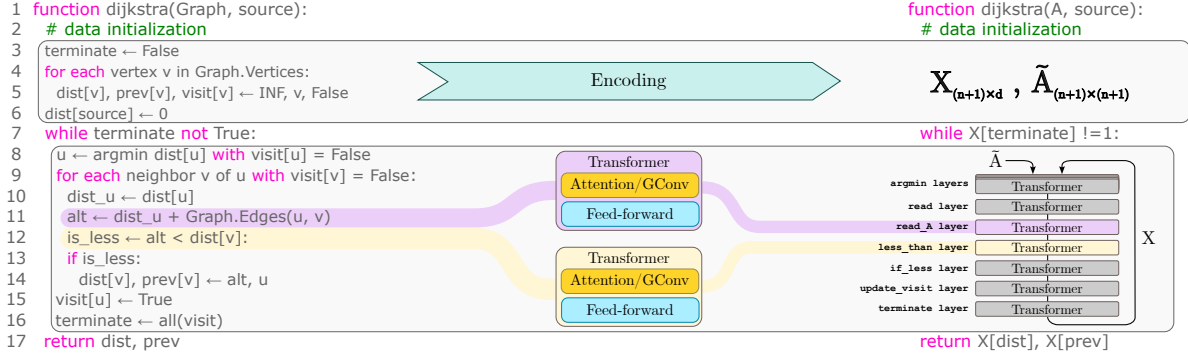 1 function dijkstra(Graph, source): function dijkstra(A, source):
2 # data initialization # data initialization
3 terminate ← False
4 for each vertex v in Graph.Vertices:
5 dist[v], prev[v], visit[v] ← INF, v, False
6 dist[source] ← 0
Encoding
X(n+1)×d , Ã(n+1)×(n+1)
7 while terminate not True: while X[terminate] !=1:
8 u ← argmin dist[u] with visit[u] = False
9 for each neighbor v of u with visit[v] = False:
10 dist_u ← dist[u]
11 alt ← dist_u + Graph.Edges(u, v)
12 is_less ← alt < dist[v]:
13 if is_less:
14 dist[v], prev[v] ← alt, u
15 visit[u] ← True
16 terminate ← all(visit)
Transformer
Attention/GConv
Feed-forward
Transformer
Attention/GConv
Feed-forward
Ã
argmin layers Transformer
read layer Transformer
read_A layer Transformer
less_than layer Transformer
if_less layer Transformer
update_visit layer Transformer
terminate layer Transformer
X
17 return dist, prev return X[dist], X[prev]